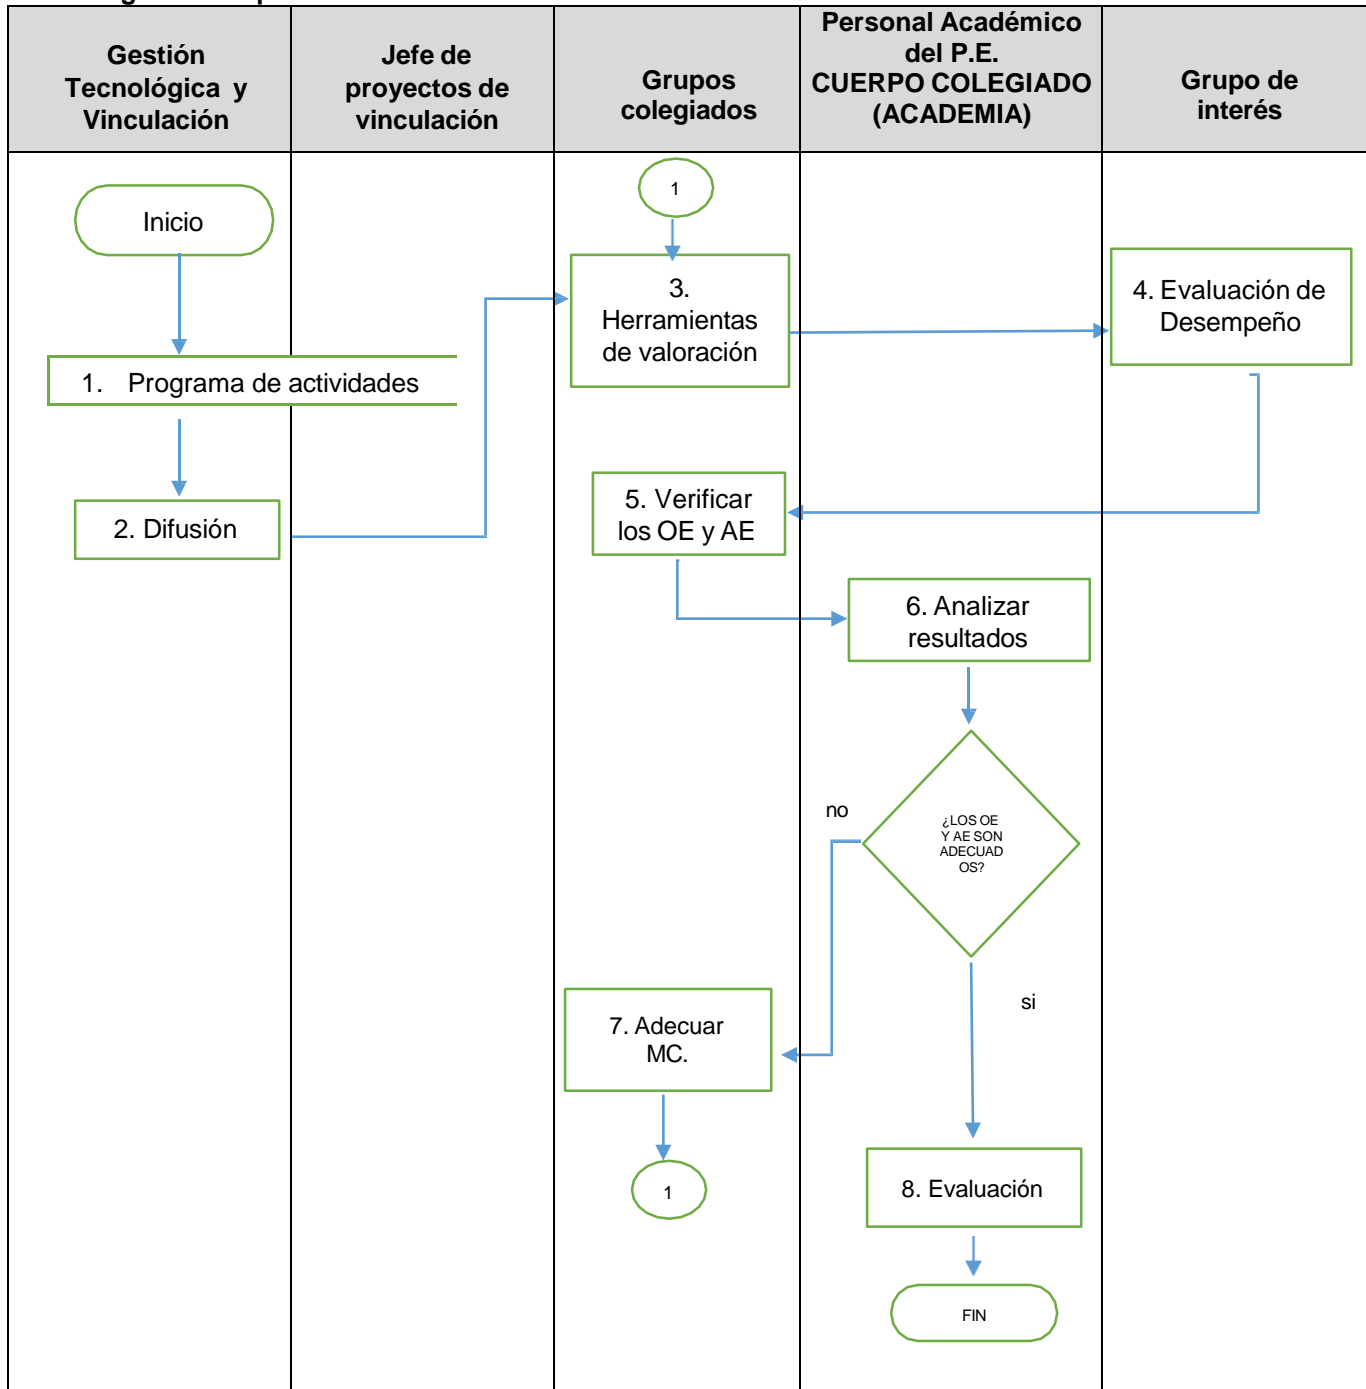 Gestión
Tecnológica y
Vinculación
Jefe de
proyectos de
vinculación
Grupos
colegiados
Personal Académico
del P.E.
CUERPO COLEGIADO
(ACADEMIA)
Grupo de
interés
Inicio
1. Programa de actividades
2. Difusión
1
3.
Herramientas
de valoración
4. Evaluación de
Desempeño
5. Verificar
los OE y AE
6. Analizar
resultados
¿LOS OE
Y AE SON
ADECUAD
OS?
no
si
7. Adecuar
MC.
1
8. Evaluación
FIN